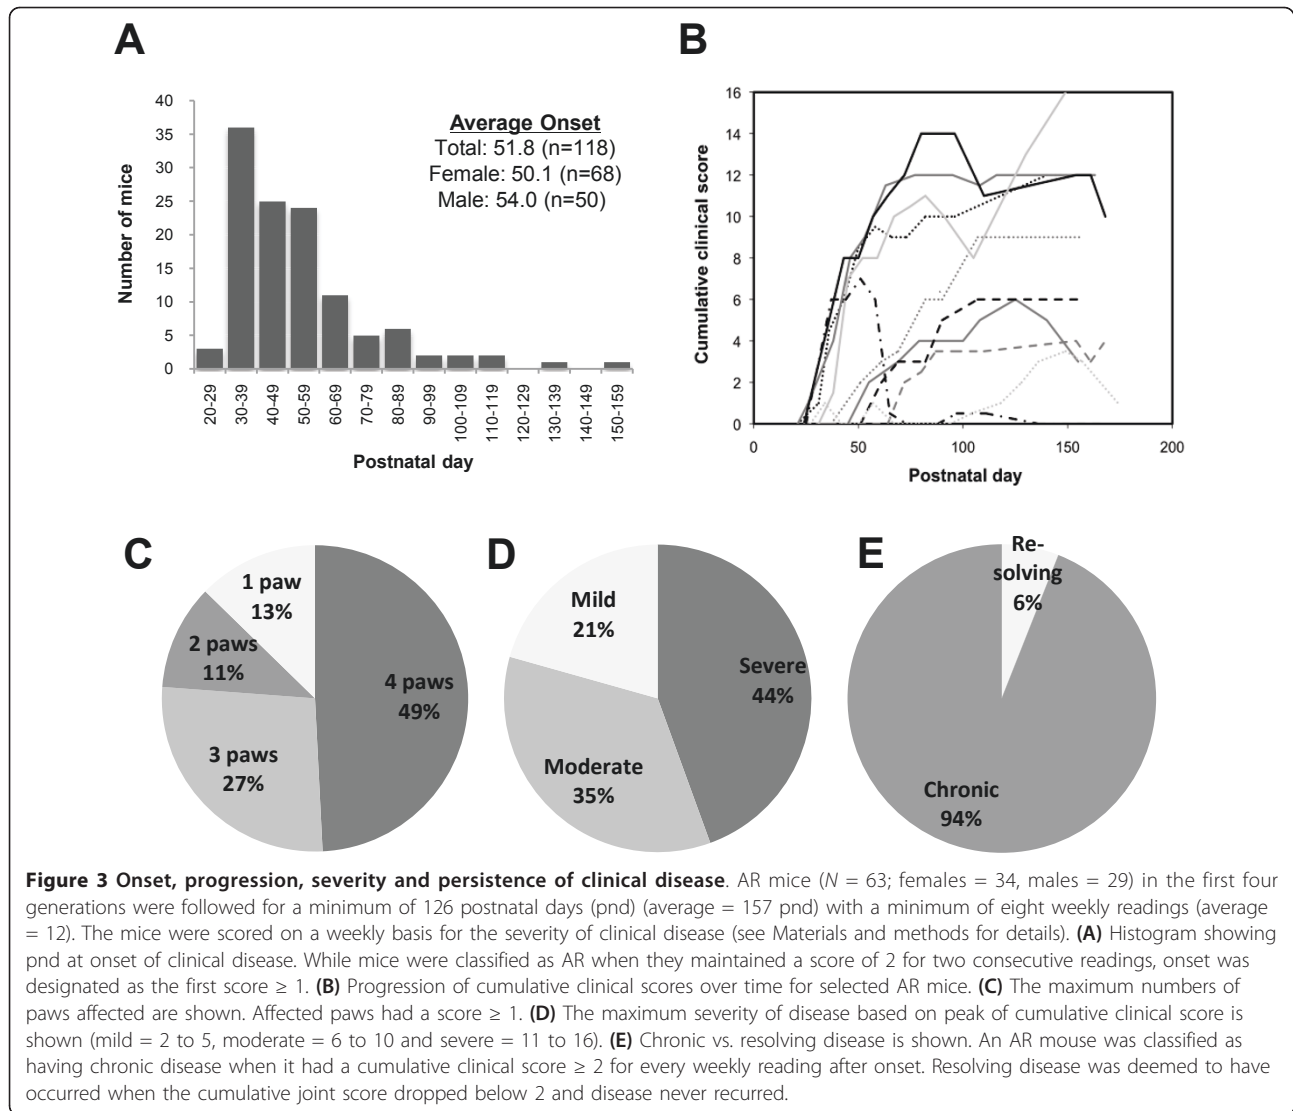 A
40
35
30
25
20
15
10
5
0
Number of mice
Average Onset
Total: 51.8 (n=118)
Female: 50.1 (n=68)
Male: 54.0 (n=50)
20-29
30-39
40-49
50-59
60-69
70-79
80-89
90-99
100-109
110-119
120-129
130-139
140-149
150-159
Postnatal day
B
16
14
12
10
8
6
4
2
0
Cumulative clinical score
0 50 100 150 200
Postnatal day
C
1 paw
13%
2 paws
11%
4 paws
49%
3 paws
27%
D
Mild
21%
Severe
44%
Moderate
35%
E
Re-
solving
6%
Chronic
94%
Figure 3 Onset, progression, severity and persistence of clinical disease. AR mice (N = 63; females = 34, males = 29) in the first four
generations were followed for a minimum of 126 postnatal days (pnd) (average = 157 pnd) with a minimum of eight weekly readings (average
= 12). The mice were scored on a weekly basis for the severity of clinical disease (see Materials and methods for details). (A) Histogram showing
pnd at onset of clinical disease. While mice were classified as AR when they maintained a score of 2 for two consecutive readings, onset was
designated as the first score ≥ 1. (B) Progression of cumulative clinical scores over time for selected AR mice. (C) The maximum numbers of
paws affected are shown. Affected paws had a score ≥ 1. (D) The maximum severity of disease based on peak of cumulative clinical score is
shown (mild = 2 to 5, moderate = 6 to 10 and severe = 11 to 16). (E) Chronic vs. resolving disease is shown. An AR mouse was classified as
having chronic disease when it had a cumulative clinical score ≥ 2 for every weekly reading after onset. Resolving disease was deemed to have
occurred when the cumulative joint score dropped below 2 and disease never recurred.